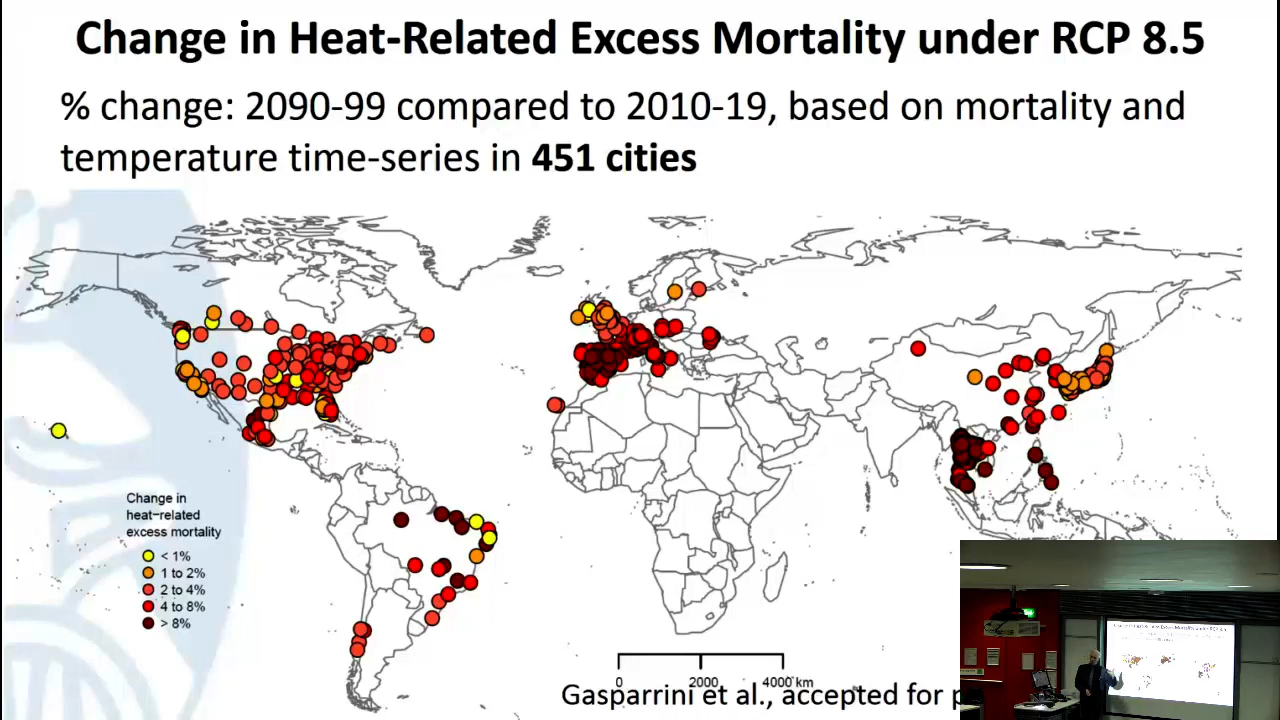 Change in Heat-Related Excess Mortality under RCP 8.5
% change: 2090-99 compared to 2010-19, based on mortality and
temperature time-series in 451 cities
Change in
heat-related
excess mortality
< 1%
1 to 2%
2 to 4%
4 to 8%
> 8%
0 2000 4000 km
Gasparrini et al., accepted for